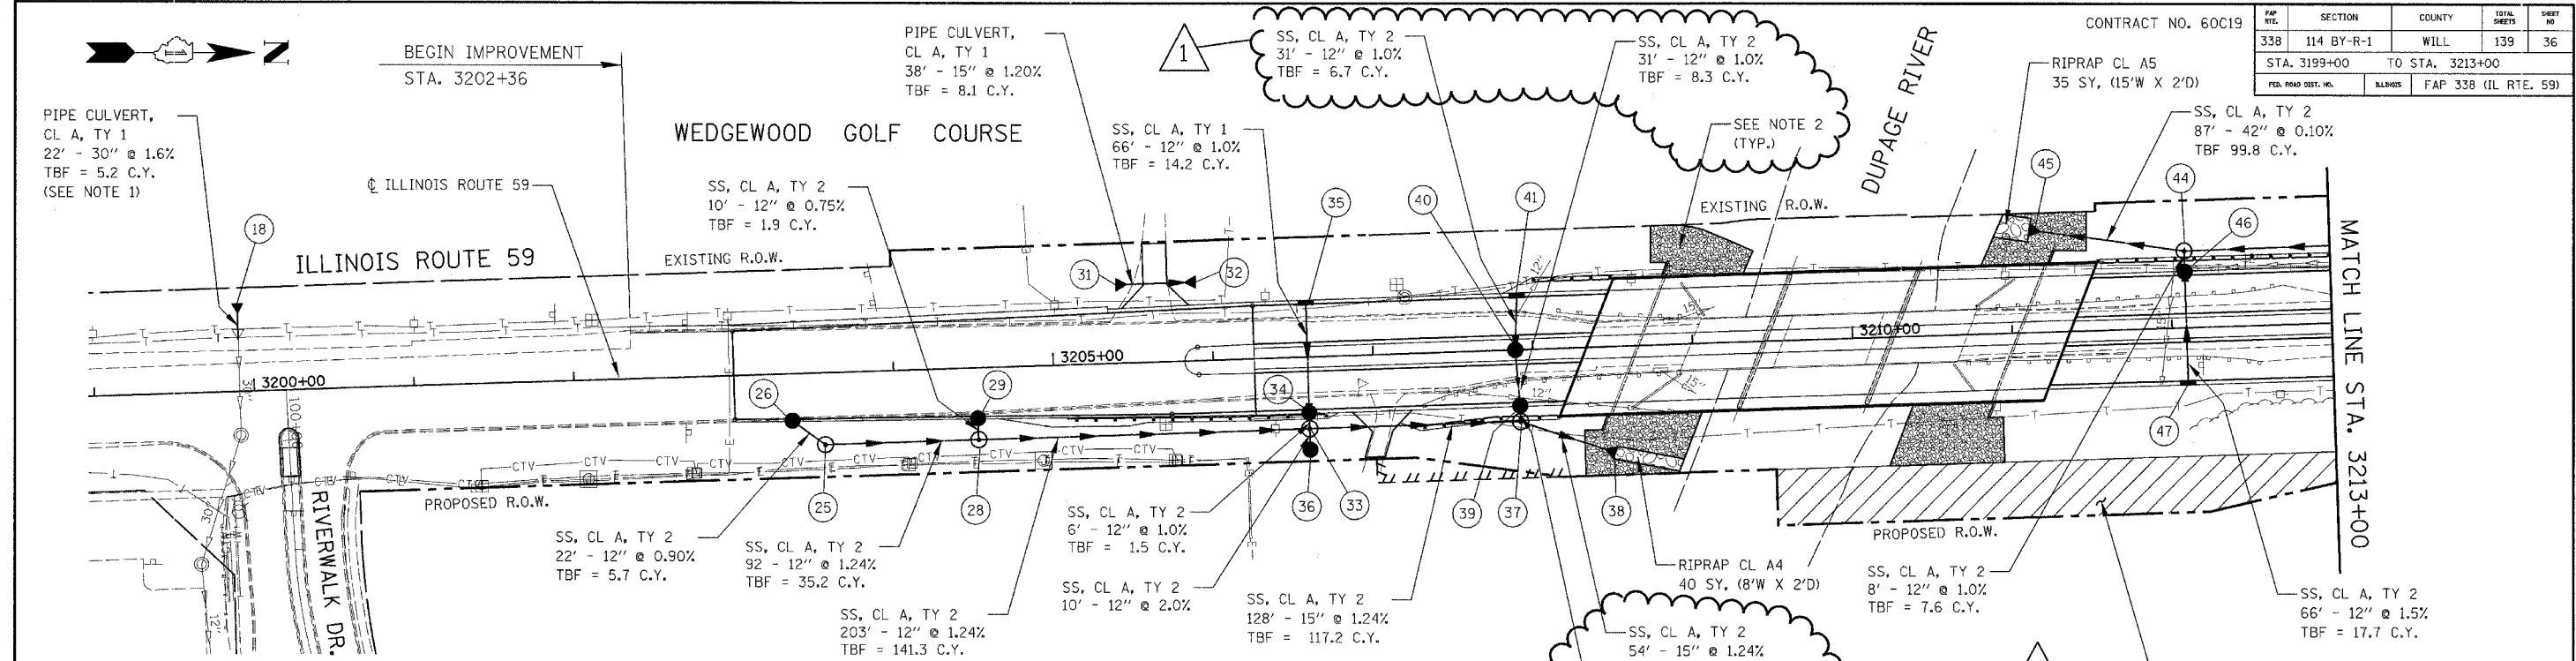 CONTRACT NO. 60C19
FAP RTE. SECTION COUNTY TOTAL SHEETS SHEET NO
338 114 BY-R-1 WILL 139 36
STA. 3199+00 TO STA. 3213+00
FED. ROAD DIST. NO. ILLINOIS FAP 338 (IL RTE. 59)
N
BEGIN IMPROVEMENT
STA. 3202+36
PIPE CULVERT,
CL A, TY 1
22' - 30" @ 1.6%
TBF = 5.2 C.Y.
(SEE NOTE 1)
18
℄ ILLINOIS ROUTE 59
ILLINOIS ROUTE 59
WEDGEWOOD GOLF COURSE
EXISTING R.O.W.
SS, CL A, TY 2
10' - 12" @ 0.75%
TBF = 1.9 C.Y.
PIPE CULVERT,
CL A, TY 1
38' - 15" @ 1.20%
TBF = 8.1 C.Y.
31
32
SS, CL A, TY 1
66' - 12" @ 1.0%
TBF = 14.2 C.Y.
35
1
SS, CL A, TY 2
31' - 12" @ 1.0%
TBF = 6.7 C.Y.
SS, CL A, TY 2
31' - 12" @ 1.0%
TBF = 8.3 C.Y.
40
41
SEE NOTE 2
(TYP.)
DUPAGE RIVER
EXISTING R.O.W.
RIPRAP CL A5
35 SY, (15'W X 2'D)
45
SS, CL A, TY 2
87' - 42" @ 0.10%
TBF 99.8 C.Y.
44
46
MATCH LINE STA. 3213+00
3200+00
3205+00
3210+00
30"
12"
15"
15"
12"
26
29
34
25
28
36
33
39
37
38
47
CTV
CTV
CTV
CTV
CTV
CTV
CTV
30"
12"
RIVERWALK DR.
PROPOSED R.O.W.
PROPOSED R.O.W.
SS, CL A, TY 2
22' - 12" @ 0.90%
TBF = 5.7 C.Y.
SS, CL A, TY 2
92 - 12" @ 1.24%
TBF = 35.2 C.Y.
SS, CL A, TY 2
203' - 12" @ 1.24%
TBF = 141.3 C.Y.
SS, CL A, TY 2
6' - 12" @ 1.0%
TBF = 1.5 C.Y.
SS, CL A, TY 2
10' - 12" @ 2.0%
SS, CL A, TY 2
128' - 15" @ 1.24%
TBF = 117.2 C.Y.
RIPRAP CL A4
40 SY, (8'W X 2'D)
SS, CL A, TY 2
54' - 15" @ 1.24%
SS, CL A, TY 2
8' - 12" @ 1.0%
TBF = 7.6 C.Y.
SS, CL A, TY 2
66' - 12" @ 1.5%
TBF = 17.7 C.Y.